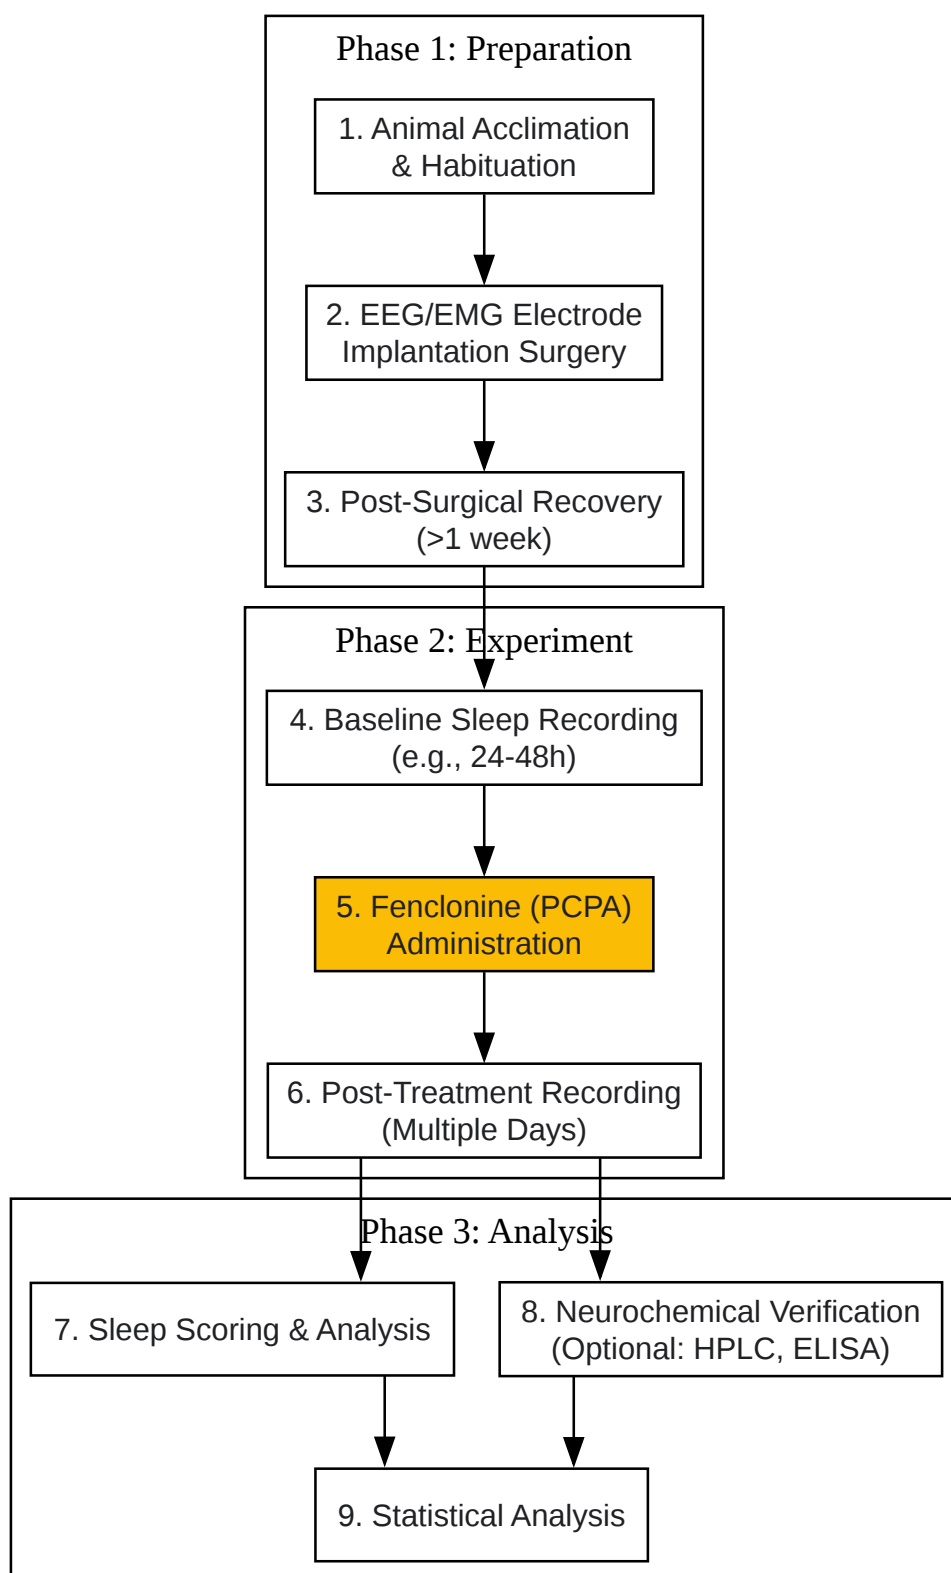 Phase 1: Preparation
1. Animal Acclimation
& Habituation
2. EEG/EMG Electrode
Implantation Surgery
3. Post-Surgical Recovery
(>1 week)
Phase 2: Experiment
4. Baseline Sleep Recording
(e.g., 24-48h)
5. Fenclonine (PCPA)
Administration
6. Post-Treatment Recording
(Multiple Days)
Phase 3: Analysis
7. Sleep Scoring & Analysis
8. Neurochemical Verification
(Optional: HPLC, ELISA)
9. Statistical Analysis